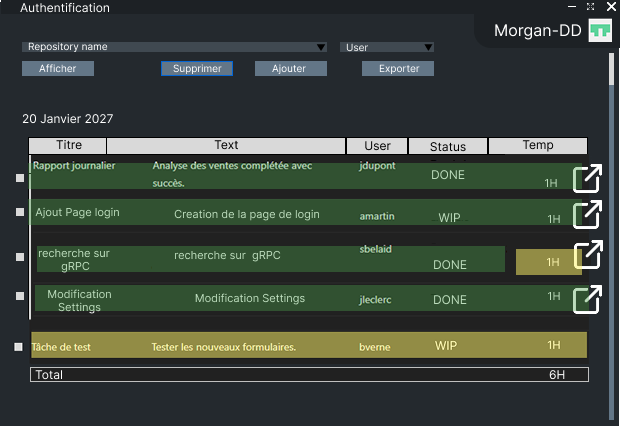 Authentification
Morgan-DD
Repository name
User
Afficher
Supprimer
Ajouter
Exporter
20 Janvier 2027
Titre Text User Status Temp
Rapport journalier Analyse des ventes complétée avec jdupont
succès. DONE 1H
Ajout Page login Creation de la page de login amartin WIP 1H
recherche sur recherche sur gRPC sbelaid
gRPC DONE 1H
Modification Modification Settings jleclerc DONE 1H
Settings
Tâche de test Tester les nouveaux formulaires. bverne WIP 1H
Total 6H